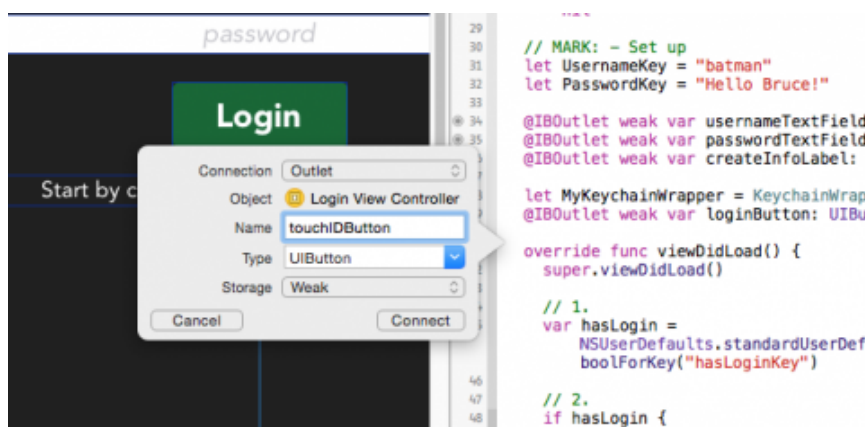 password
Login
Start by c
Connection Outlet
Object Login View Controller
Name touchIDButton
Type UIButton
Storage Weak
Cancel Connect
29
30 // MARK: - Set up
31 let UsernameKey = "batman"
32 let PasswordKey = "Hello Bruce!"
33
34 @IBOutlet weak var usernameTextField
35 @IBOutlet weak var passwordTextField
@IBOutlet weak var createInfoLabel:
let MyKeychainWrapper = KeychainWrap
@IBOutlet weak var loginButton: UIBu
override func viewDidLoad() {
super.viewDidLoad()
// 1.
var hasLogin =
NSUserDefaults.standardUserDef
boolForKey("hasLoginKey")
46
47 // 2.
48 if hasLogin {